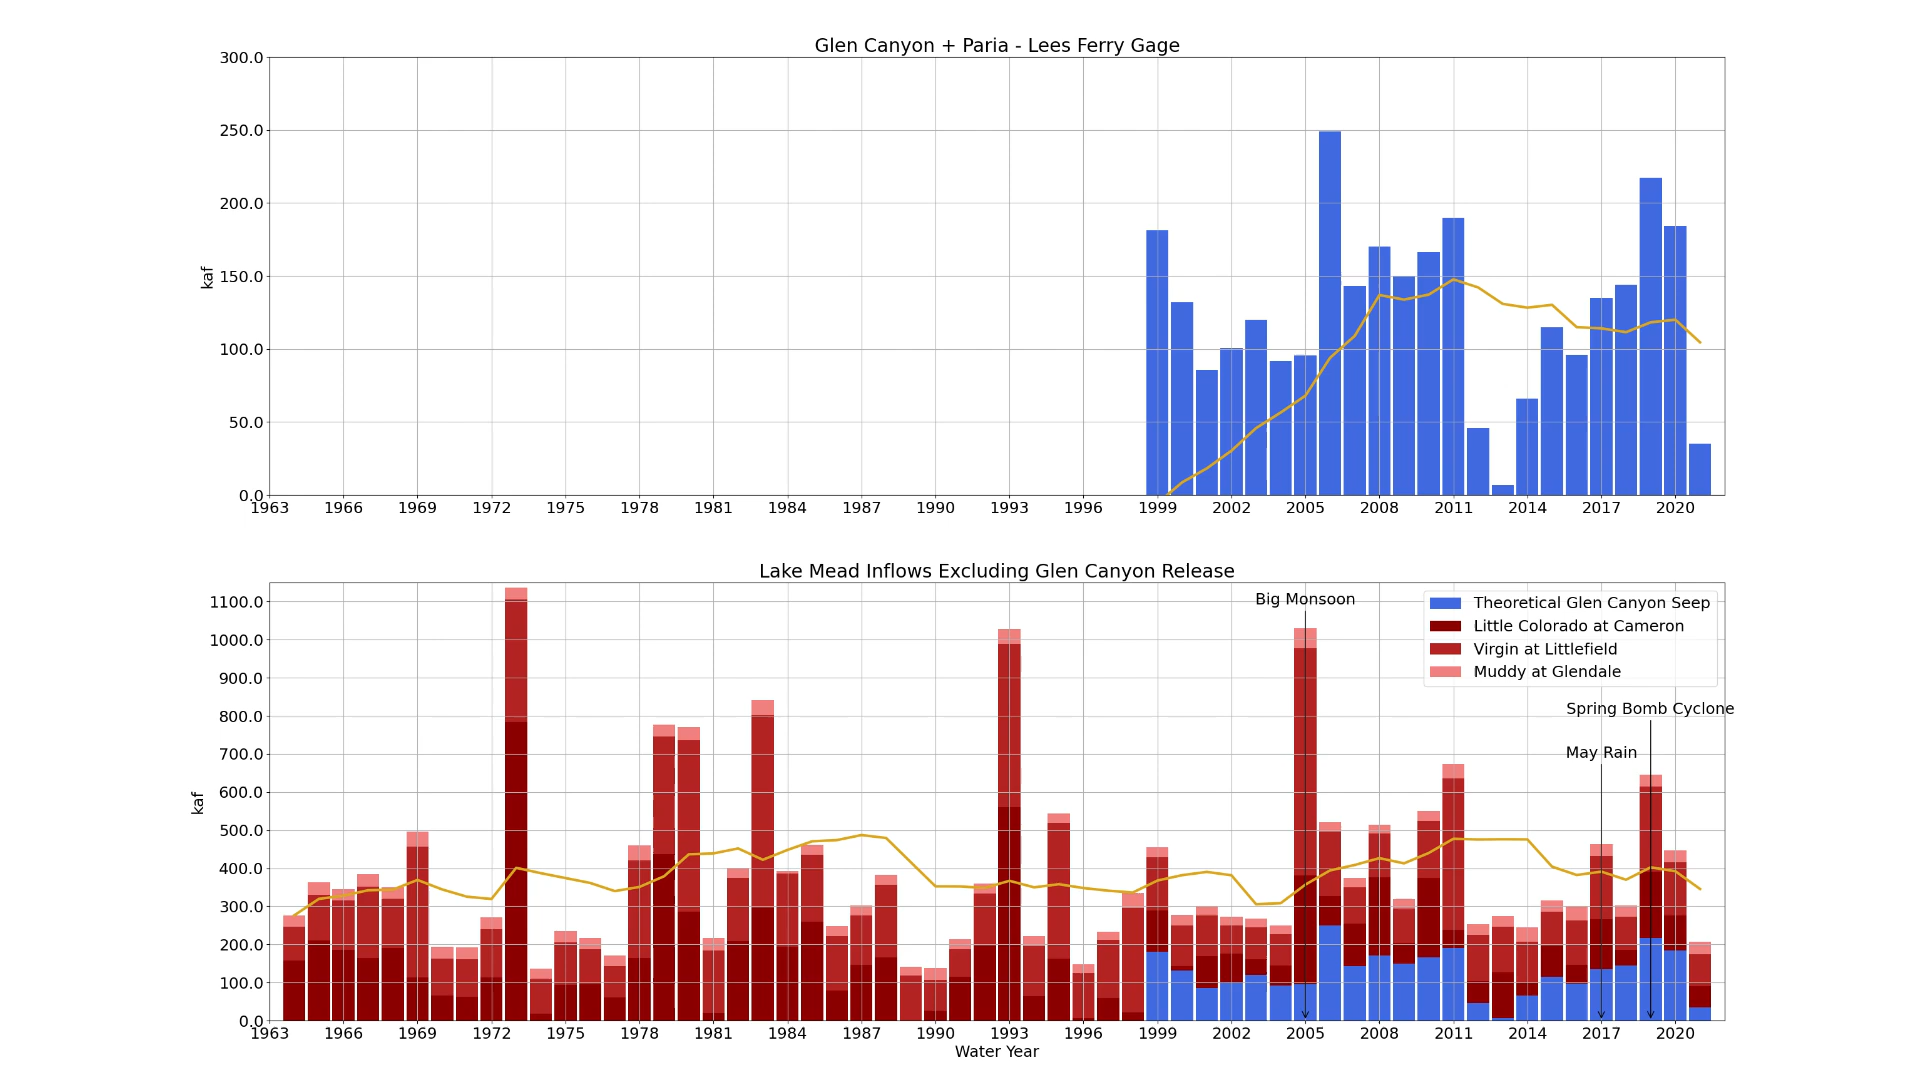 Glen Canyon + Paria - Lees Ferry Gage
300.0
250.0
200.0
150.0
100.0
50.0
0.0
kaf
1963 1966 1969 1972 1975 1978 1981 1984 1987 1990 1993 1996 1999 2002 2005 2008 2011 2014 2017 2020
Lake Mead Inflows Excluding Glen Canyon Release
1100.0
1000.0
900.0
800.0
700.0
600.0
500.0
400.0
300.0
200.0
100.0
0.0
kaf
Big Monsoon
Theoretical Glen Canyon Seep
Little Colorado at Cameron
Virgin at Littlefield
Muddy at Glendale
Spring Bomb Cyclone
May Rain
1963 1966 1969 1972 1975 1978 1981 1984 1987 1990 1993 1996 1999 2002 2005 2008 2011 2014 2017 2020
Water Year